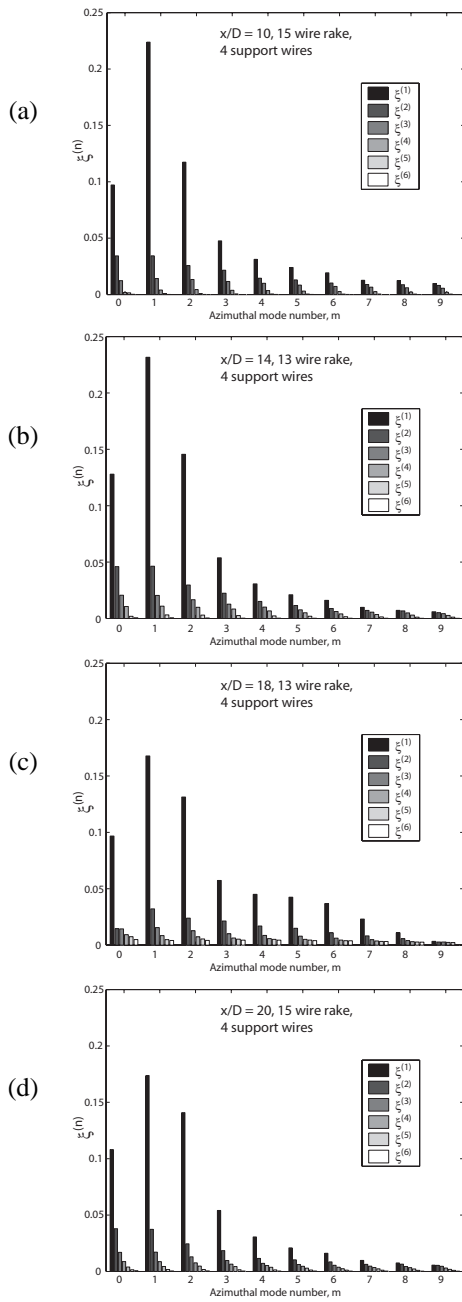 (a)
x/D = 10, 15 wire rake,
4 support wires
0.25
0.2
0.15
0.1
0.05
0
ξ(n)
ξ(1)
ξ(2)
ξ(3)
ξ(4)
ξ(5)
ξ(6)
0 1 2 3 4 5 6 7 8 9
Azimuthal mode number, m
(b)
x/D = 14, 13 wire rake,
4 support wires
0.25
0.2
0.15
0.1
0.05
0
ξ(n)
ξ(1)
ξ(2)
ξ(3)
ξ(4)
ξ(5)
ξ(6)
0 1 2 3 4 5 6 7 8 9
Azimuthal mode number, m
(c)
x/D = 18, 13 wire rake,
4 support wires
0.25
0.2
0.15
0.1
0.05
0
ξ(n)
ξ(1)
ξ(2)
ξ(3)
ξ(4)
ξ(5)
ξ(6)
0 1 2 3 4 5 6 7 8 9
Azimuthal mode number, m
(d)
x/D = 20, 15 wire rake,
4 support wires
0.25
0.2
0.15
0.1
0.05
0
ξ(n)
ξ(1)
ξ(2)
ξ(3)
ξ(4)
ξ(5)
ξ(6)
0 1 2 3 4 5 6 7 8 9
Azimuthal mode number, m